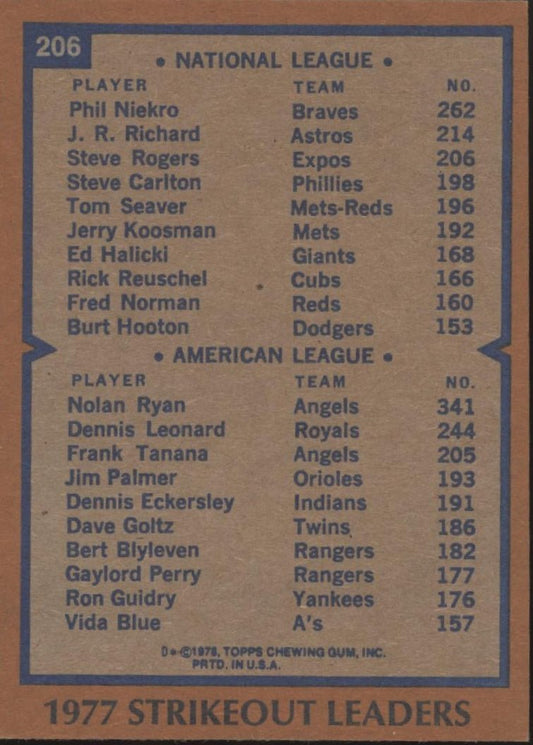 206
• NATIONAL LEAGUE •
PLAYER TEAM NO.
Phil Niekro Braves 262
J. R. Richard Astros 214
Steve Rogers Expos 206
Steve Carlton Phillies 198
Tom Seaver Mets-Reds 196
Jerry Koosman Mets 192
Ed Halicki Giants 168
Rick Reuschel Cubs 166
Fred Norman Reds 160
Burt Hooton Dodgers 153
• AMERICAN LEAGUE •
PLAYER TEAM NO.
Nolan Ryan Angels 341
Dennis Leonard Royals 244
Frank Tanana Angels 205
Jim Palmer Orioles 193
Dennis Eckersley Indians 191
Dave Goltz Twins 186
Bert Blyleven Rangers 182
Gaylord Perry Rangers 177
Ron Guidry Yankees 176
Vida Blue A's 157
D*©1978, TOPPS CHEWING GUM, INC.
PRTD. IN U.S.A.
1977 STRIKEOUT LEADERS